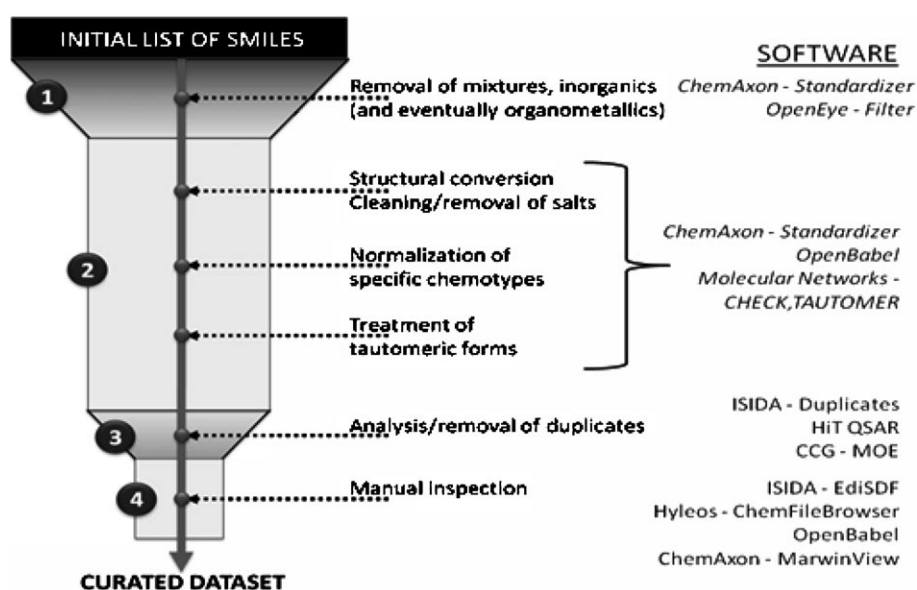 INITIAL LIST OF SMILES
SOFTWARE
1
Removal of mixtures, inorganics
(and eventually organometallics)
ChemAxon - Standardizer
OpenEye - Filter
2
Structural conversion
Cleaning/removal of salts
Normalization of
specific chemotypes
Treatment of
tautomeric forms
ChemAxon - Standardizer
OpenBabel
Molecular Networks -
CHECK,TAUTOMER
3
Analysis/removal of duplicates
ISIDA - Duplicates
HiT QSAR
CCG - MOE
4
Manual inspection
ISIDA - EdiSDF
Hyleos - ChemFileBrowser
OpenBabel
ChemAxon - MarwinView
CURATED DATASET